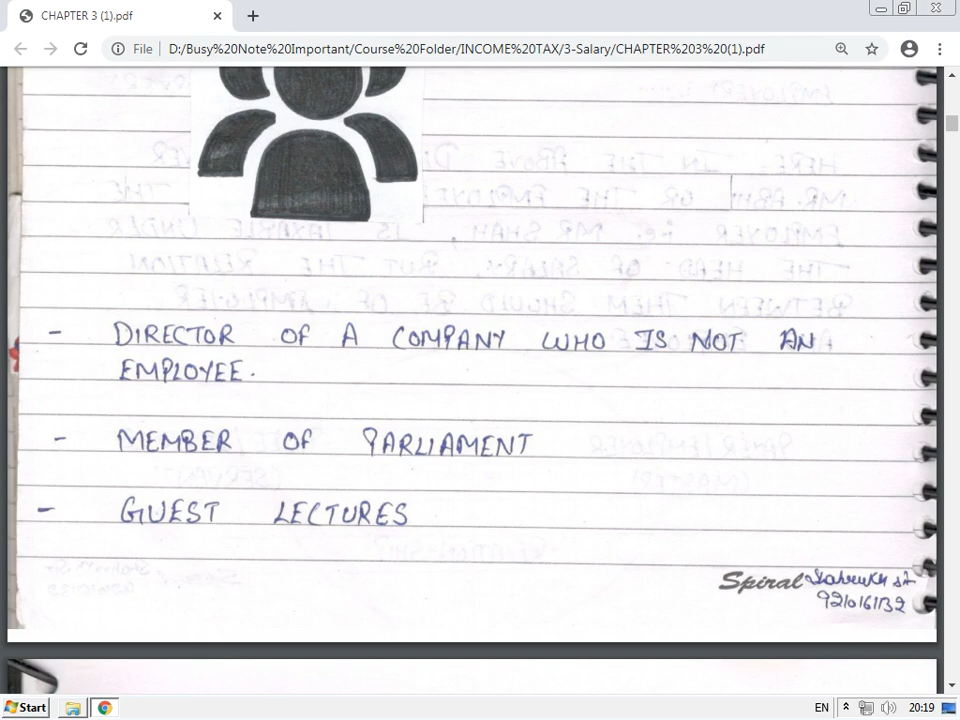 CHAPTER 3 (1).pdf
File
D:/Busy%20Note%20Important/Course%20Folder/INCOME%20TAX/3-Salary/CHAPTER%203%20(1).pdf
- DIRECTOR OF A COMPANY WHO IS NOT AN
EMPLOYEE.
- MEMBER OF PARLIAMENT
- GUEST LECTURES
Spiral
Start
EN
20:19